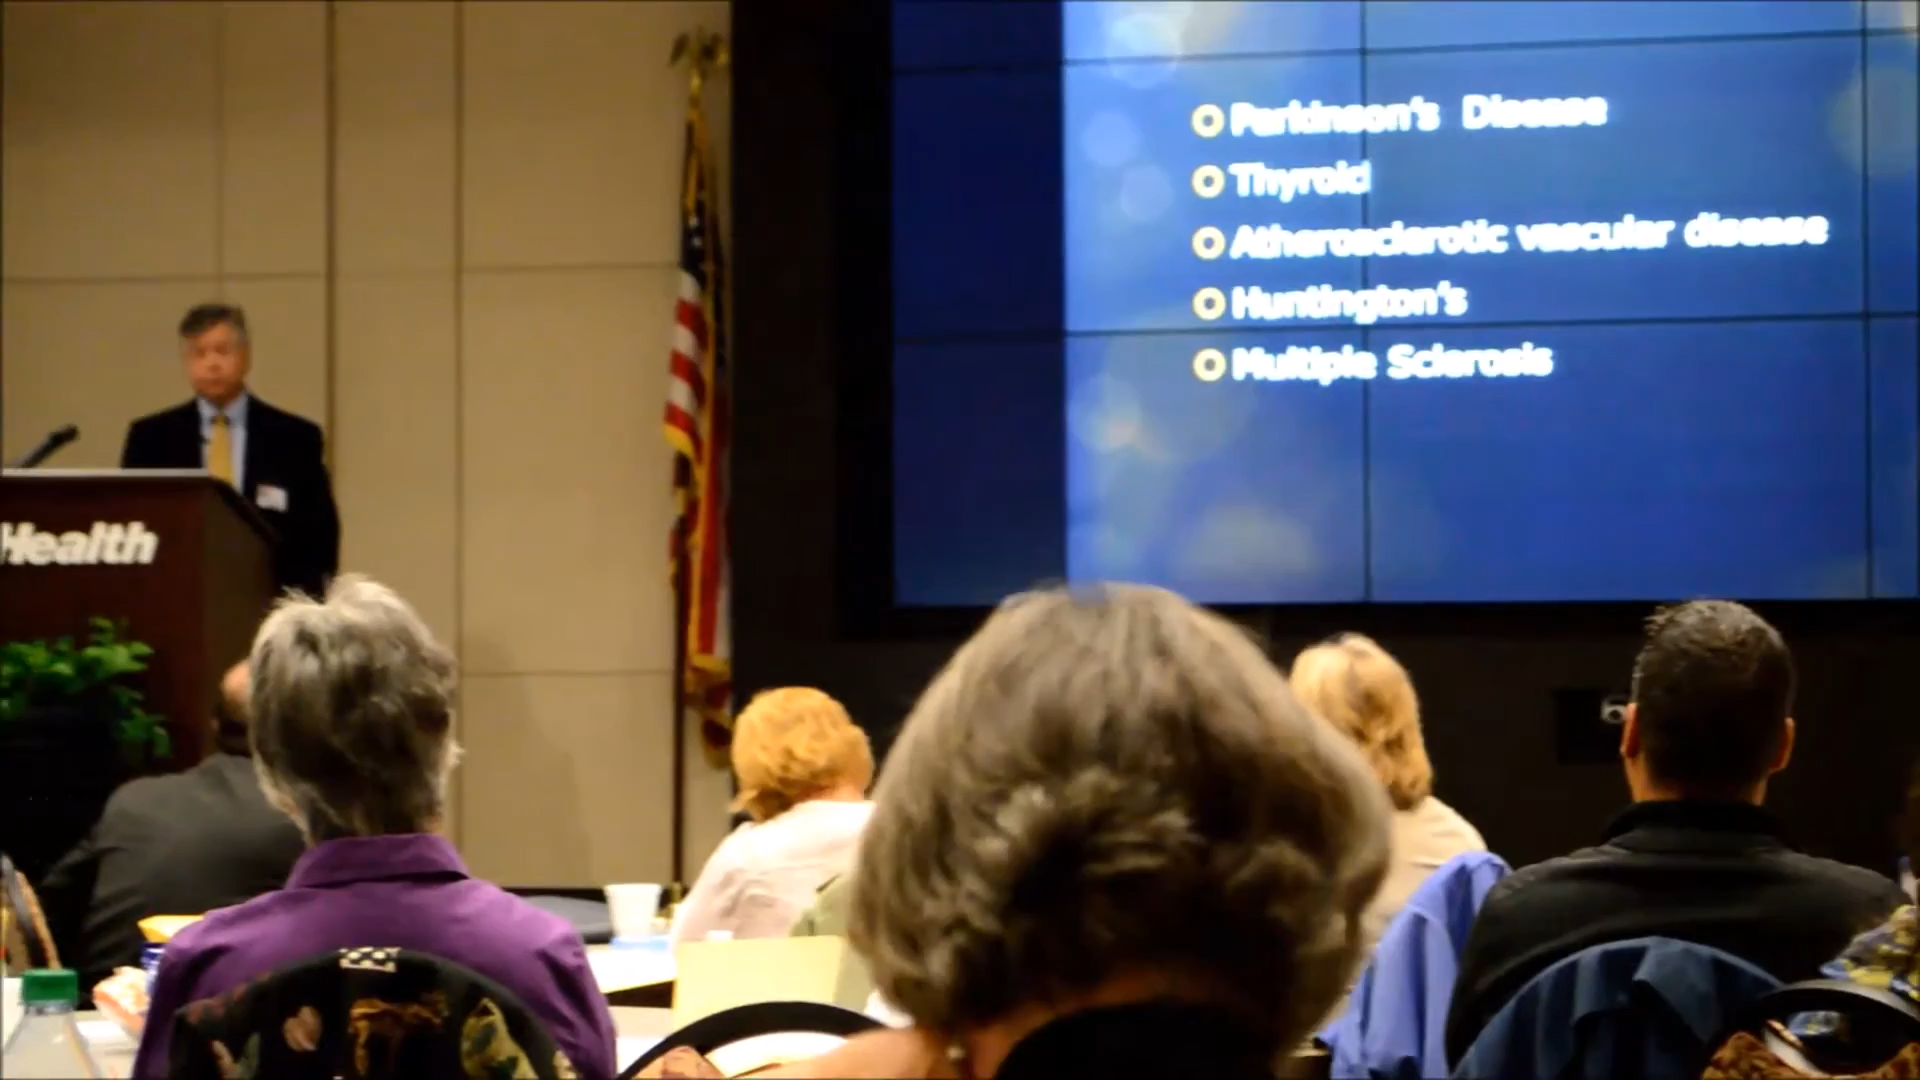 Parkinson's Disease
Thyroid
Atherosclerotic vascular disease
Huntington's
Multiple Sclerosis
Health